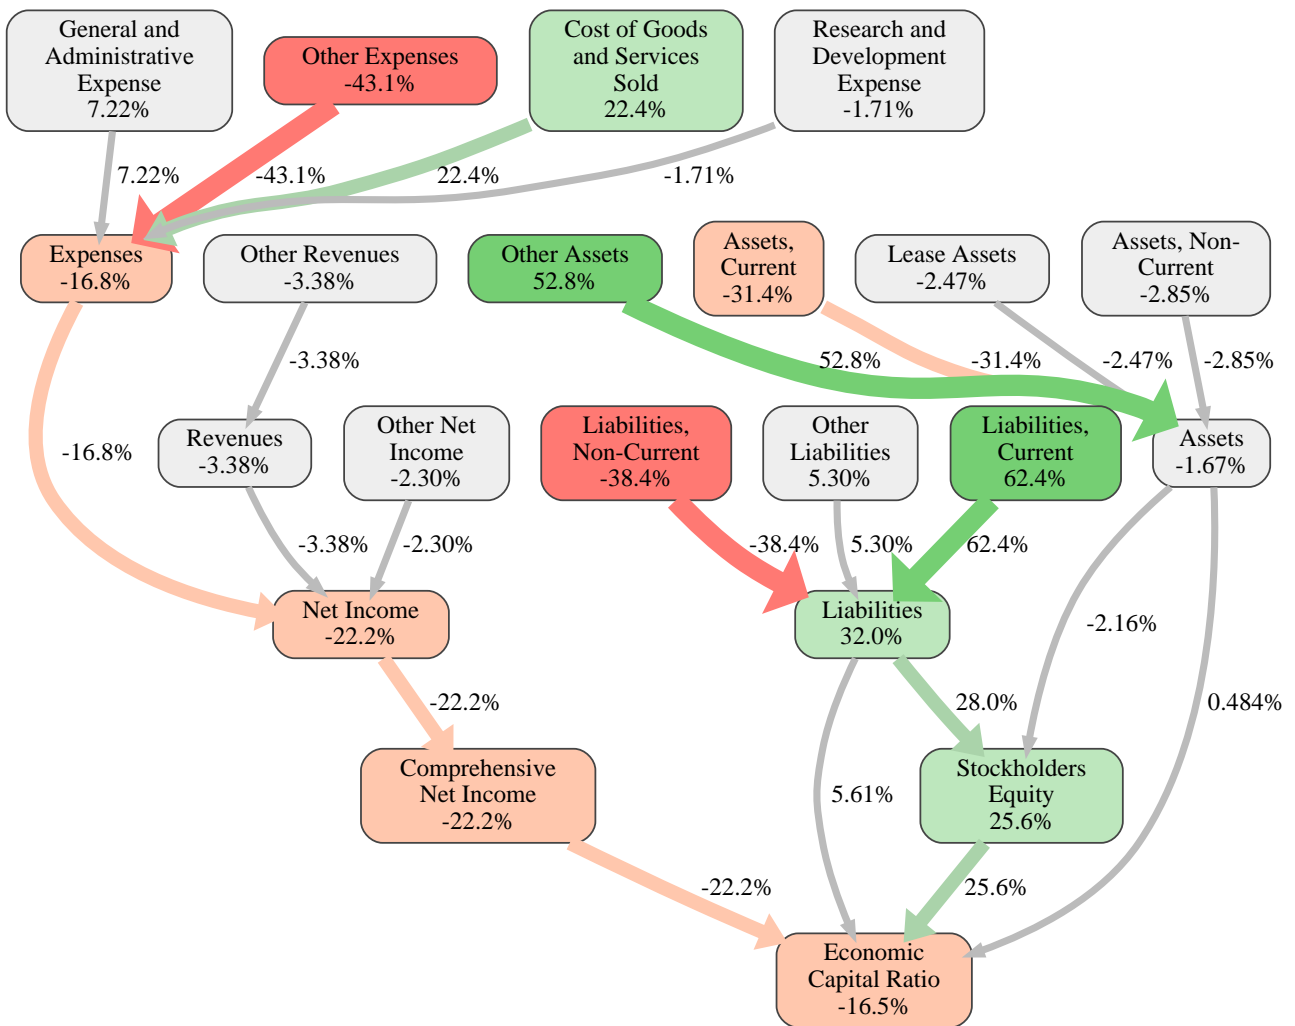 General and
Administrative
Expense
7.22%
Other Expenses
-43.1%
Cost of Goods
and Services
Sold
22.4%
Research and
Development
Expense
-1.71%
7.22%
-43.1%
22.4%
-1.71%
Expenses
-16.8%
Other Revenues
-3.38%
Other Assets
52.8%
Assets,
Current
-31.4%
Lease Assets
-2.47%
Assets, Non-
Current
-2.85%
-3.38%
52.8%
-31.4%
-2.47%
-2.85%
-16.8%
Revenues
-3.38%
Other Net
Income
-2.30%
Liabilities,
Non-Current
-38.4%
Other
Liabilities
5.30%
Liabilities,
Current
62.4%
Assets
-1.67%
-3.38%
-2.30%
-38.4%
5.30%
62.4%
Net Income
-22.2%
Liabilities
32.0%
-2.16%
-22.2%
28.0%
0.484%
Comprehensive
Net Income
-22.2%
5.61%
Stockholders
Equity
25.6%
-22.2%
25.6%
Economic
Capital Ratio
-16.5%